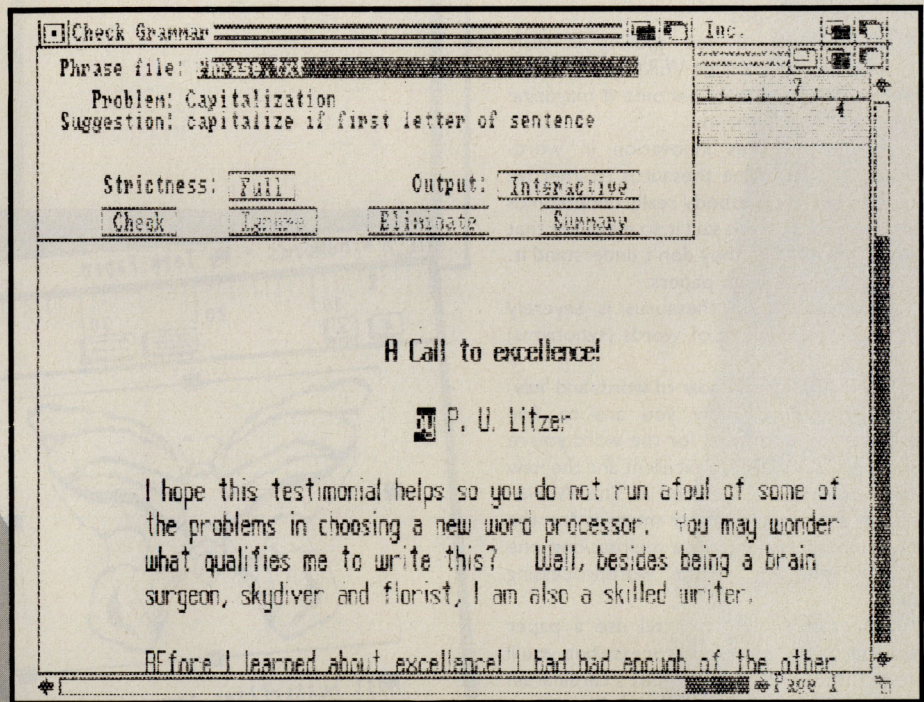 Check Grammar
Inc.
Phrase file:
Problem: Capitalization
Suggestion: capitalize if first letter of sentence
Strictness: Full Output: Interactive
Check Ignore Eliminate Summary
4
A Call to excellence!
by P. U. Litzer
I hope this testimonial helps so you do not run afoul of some of
the problems in choosing a new word processor. You may wonder
what qualifies me to write this? Well, besides being a brain
surgeon, skydiver and florist, I am also a skilled writer.
BEfore I learned about excellence! I had had enough of the other
Page 1